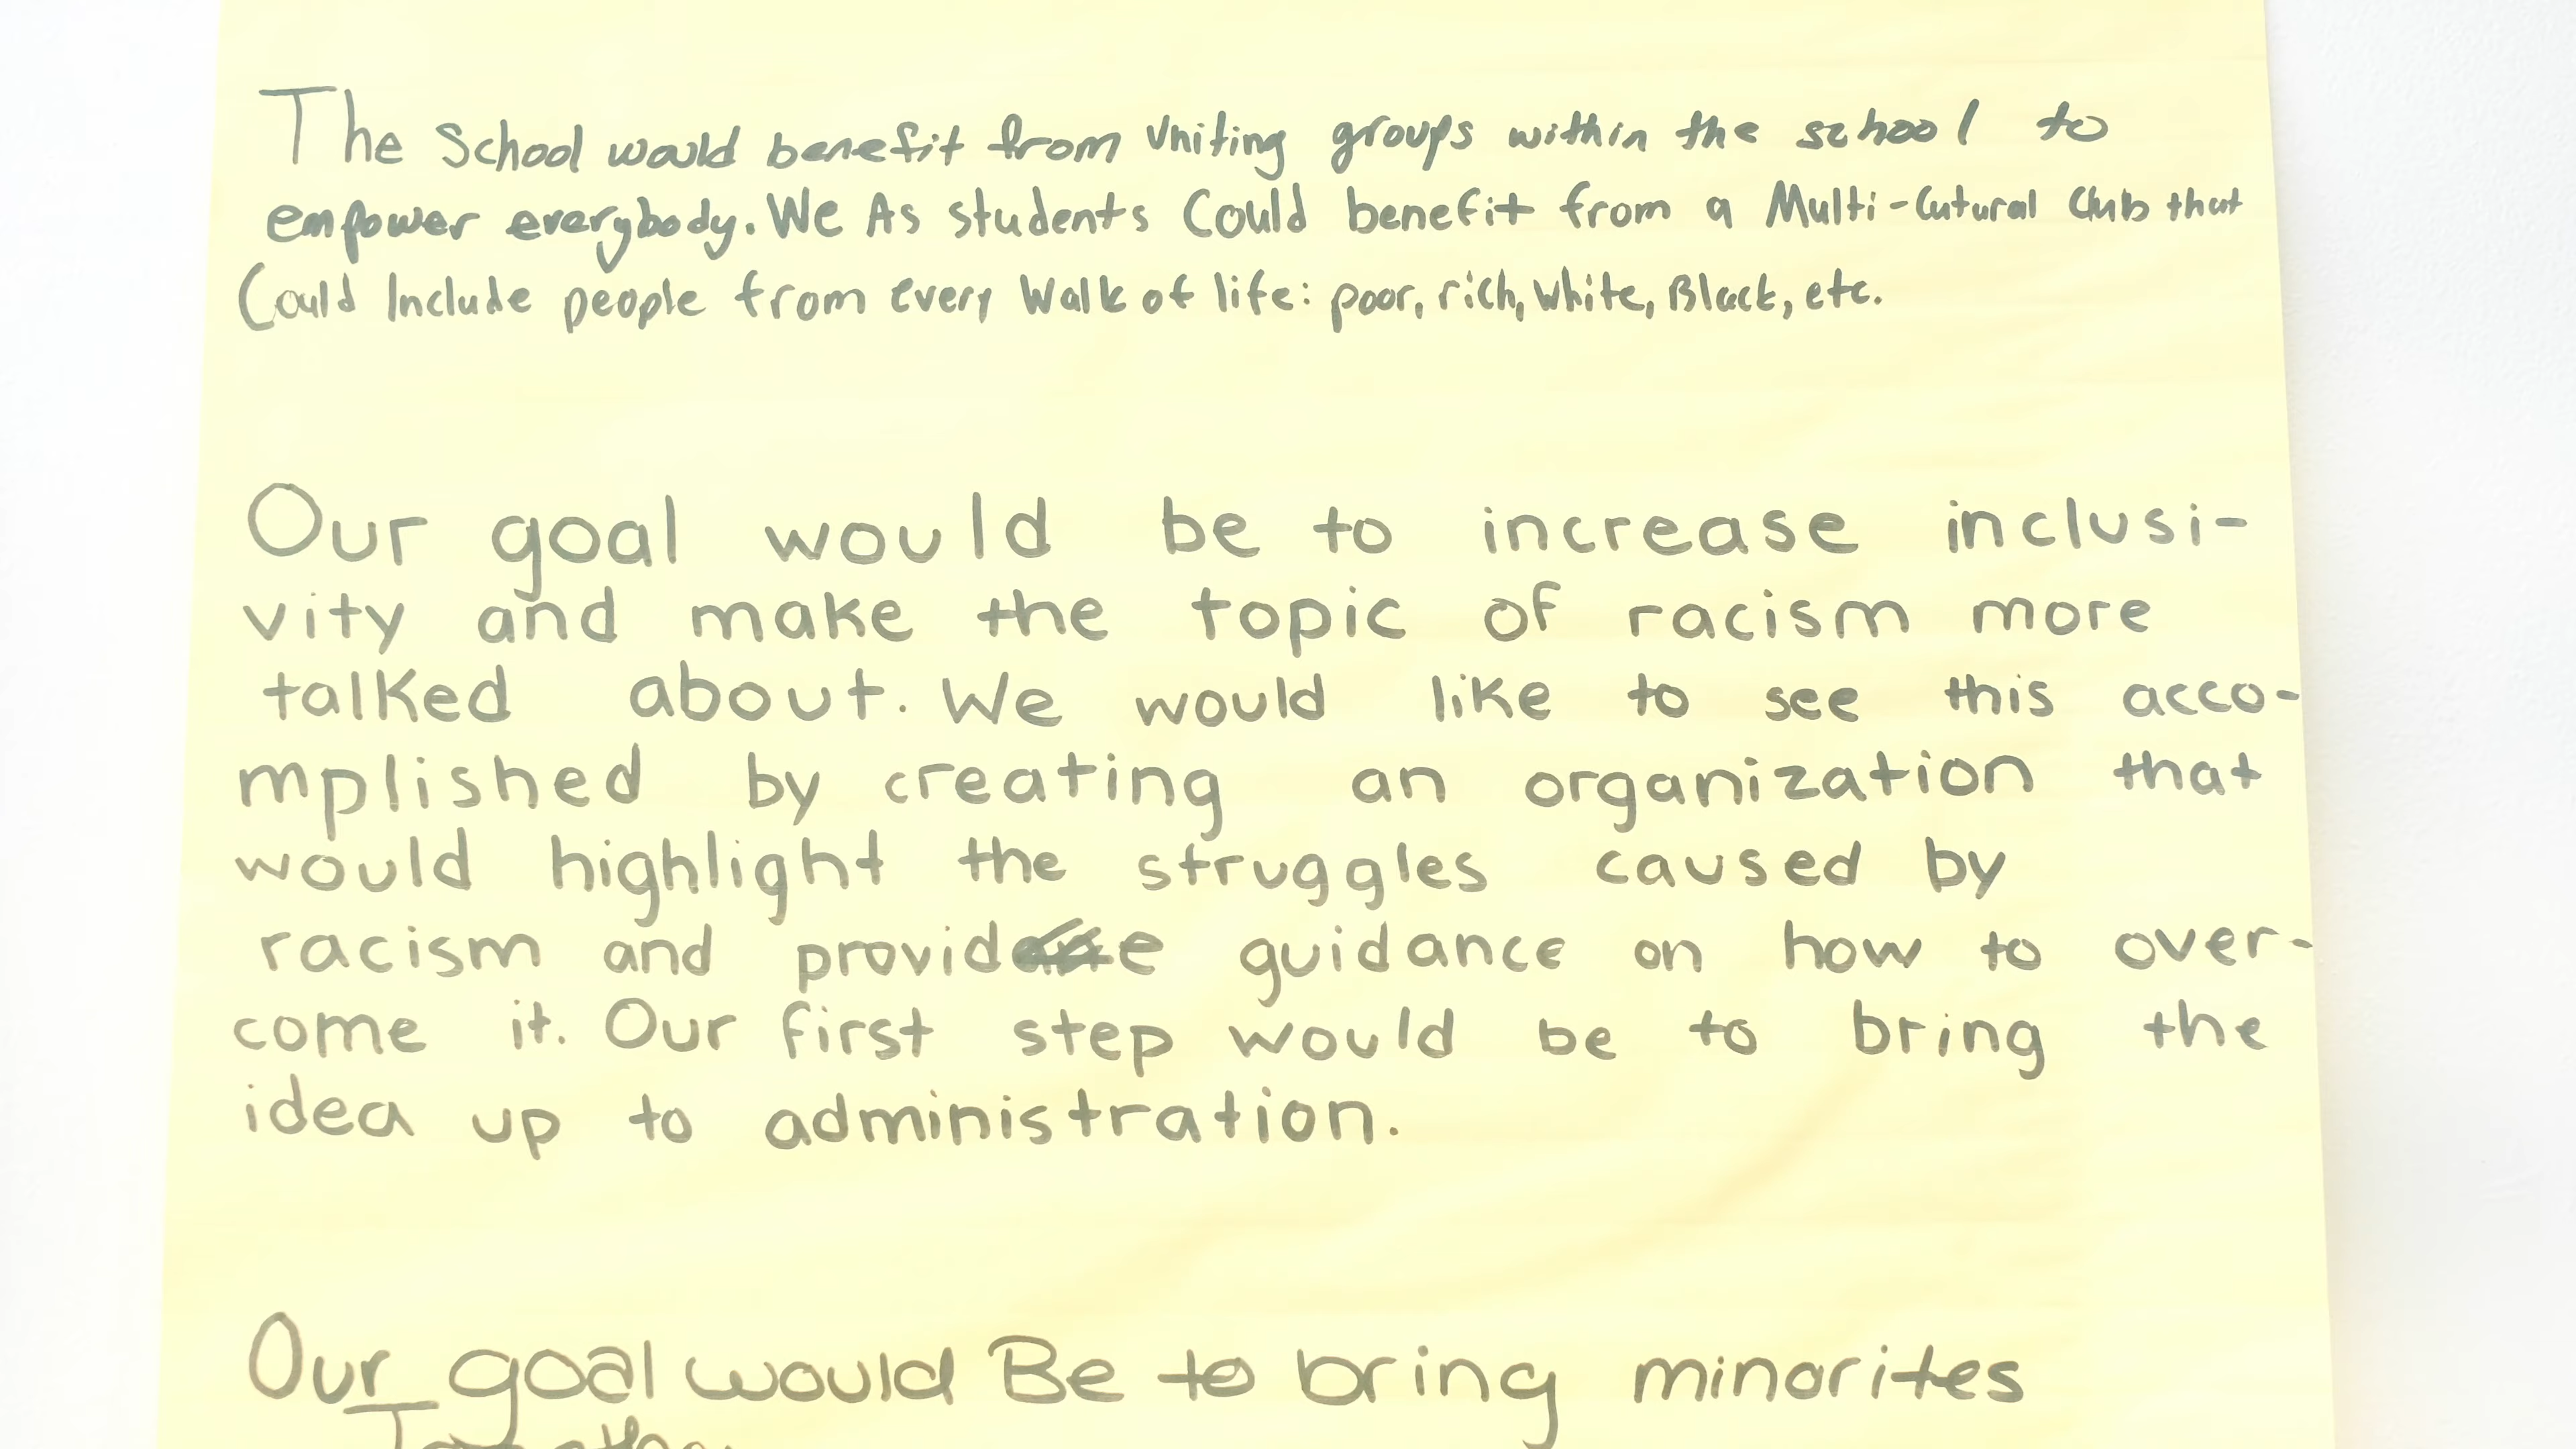 The School would benefit from Uniting groups within the school to
empower everybody. We As students Could benefit from a Multi-Cutural Club that
Could Include people from every Walk of life: poor, rich, White, Black, etc.
Our goal would be to increase inclusi-
vity and make the topic of racism more
talked about. We would like to see this acco-
mplished by creating an organization that
would highlight the struggles caused by
racism and provide guidance on how to over-
come it. Our first step would be to bring the
idea up to administration.
Our goal would Be to bring minorites